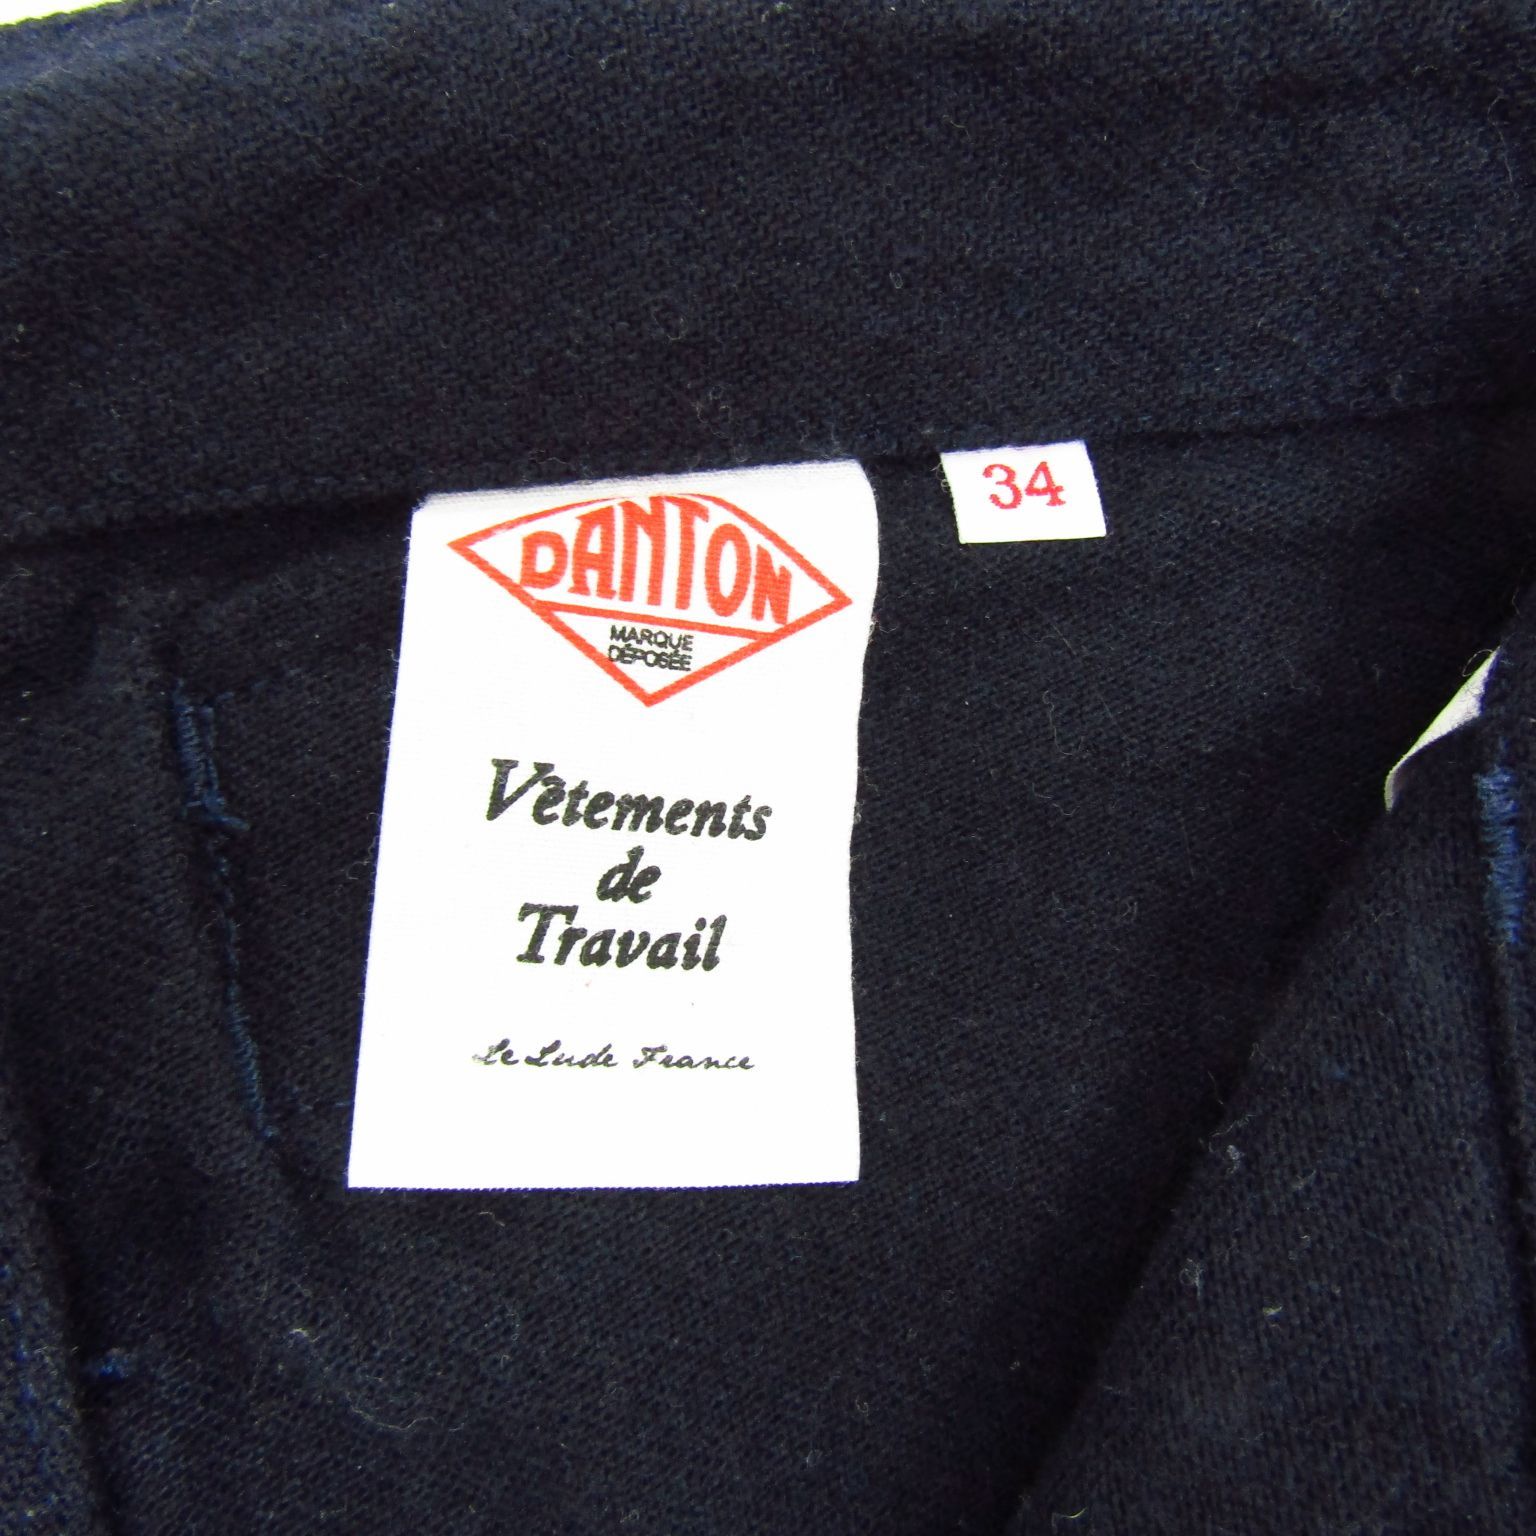 DANTON
MARQUE
DÉPOSÉE
Vêtements
de
Travail
Le Lude France
34